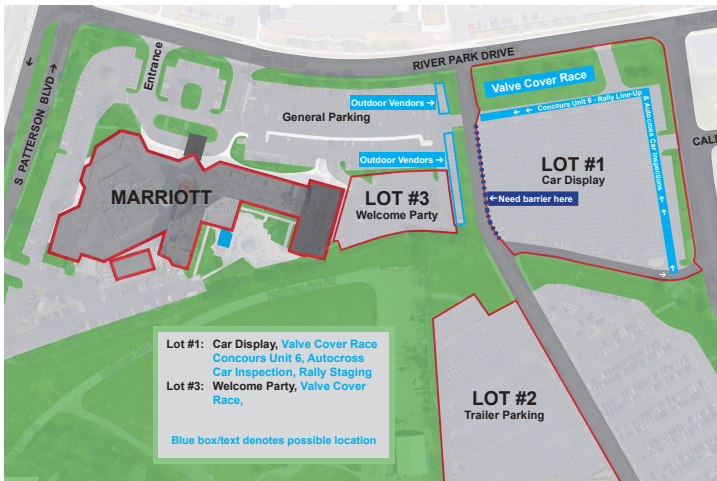 RIVER PARK DRIVE
S PATTERSON BLVD →
←
Entrance
Valve Cover Race
Outdoor Vendors →
General Parking
← ← Concours Unit 6 - Rally Line-Up
& Autocross Car Inspections ← ←
Outdoor Vendors →
LOT #1
Car Display
MARRIOTT
LOT #3
Welcome Party
← Need barrier here
Lot #1: Car Display, Valve Cover Race
Concours Unit 6, Autocross
Car Inspection, Rally Staging
Lot #3: Welcome Party, Valve Cover
Race,
Blue box/text denotes possible location
LOT #2
Trailer Parking